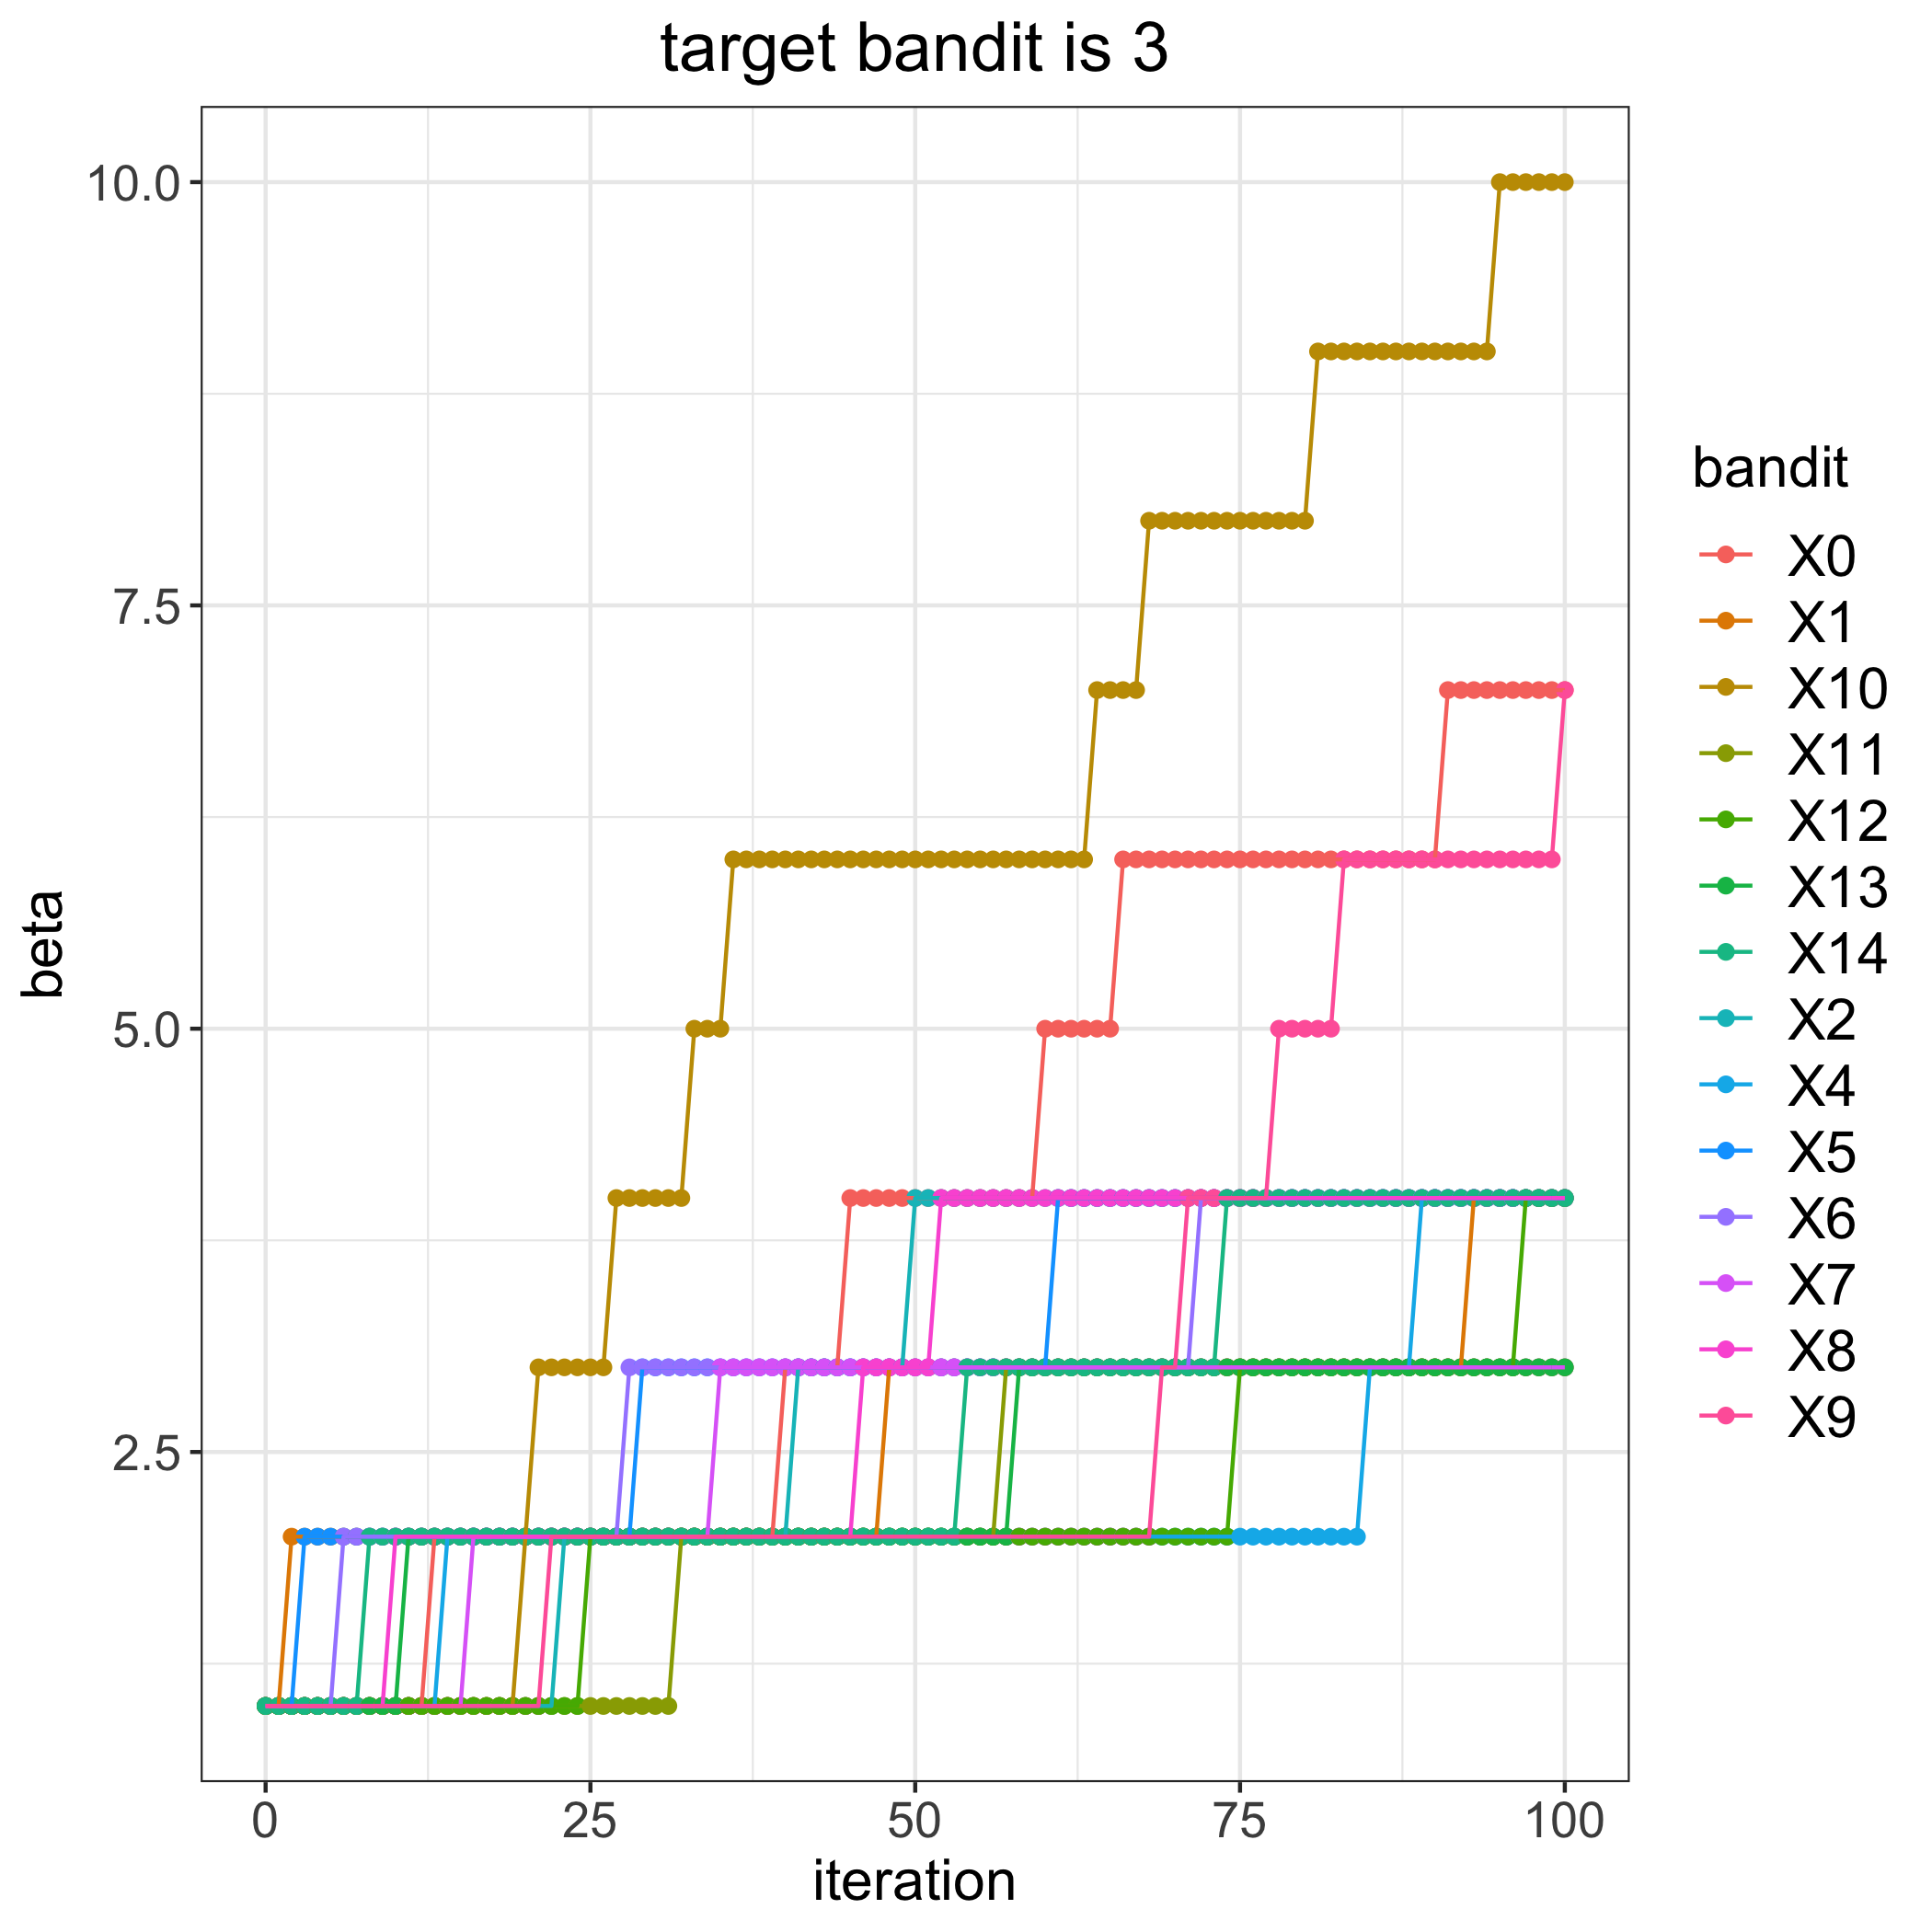 target bandit is 3
10.0
7.5
5.0
2.5
beta
0 25 50 75 100
iteration
bandit
X0
X1
X10
X11
X12
X13
X14
X2
X4
X5
X6
X7
X8
X9